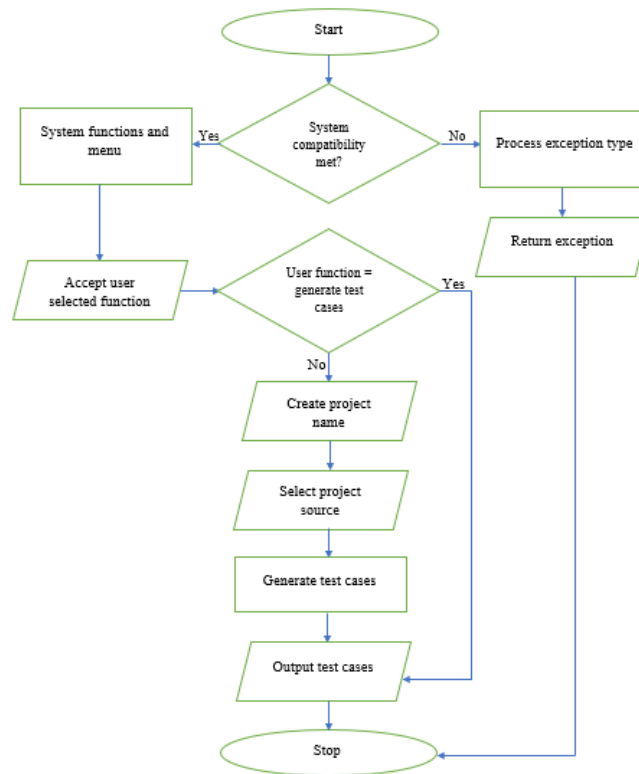 Start
System functions and
menu
Yes
System
compatibility
met?
No
Process exception type
Return exception
Accept user
selected function
User function =
generate test
cases
Yes
No
Create project
name
Select project
source
Generate test cases
Output test cases
Stop